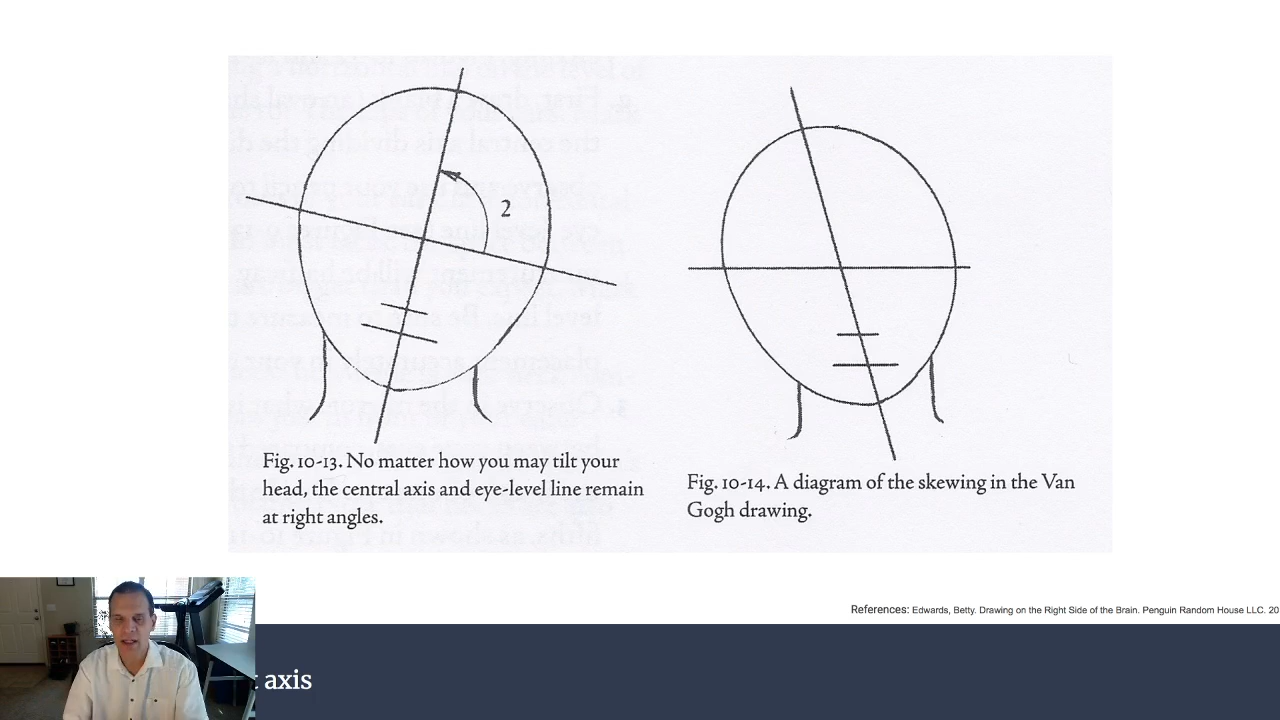 2
Fig. 10-13. No matter how you may tilt your
head, the central axis and eye-level line remain
at right angles.
Fig. 10-14. A diagram of the skewing in the Van
Gogh drawing.
References: Edwards, Betty. Drawing on the Right Side of the Brain. Penguin Random House LLC. 20
axis